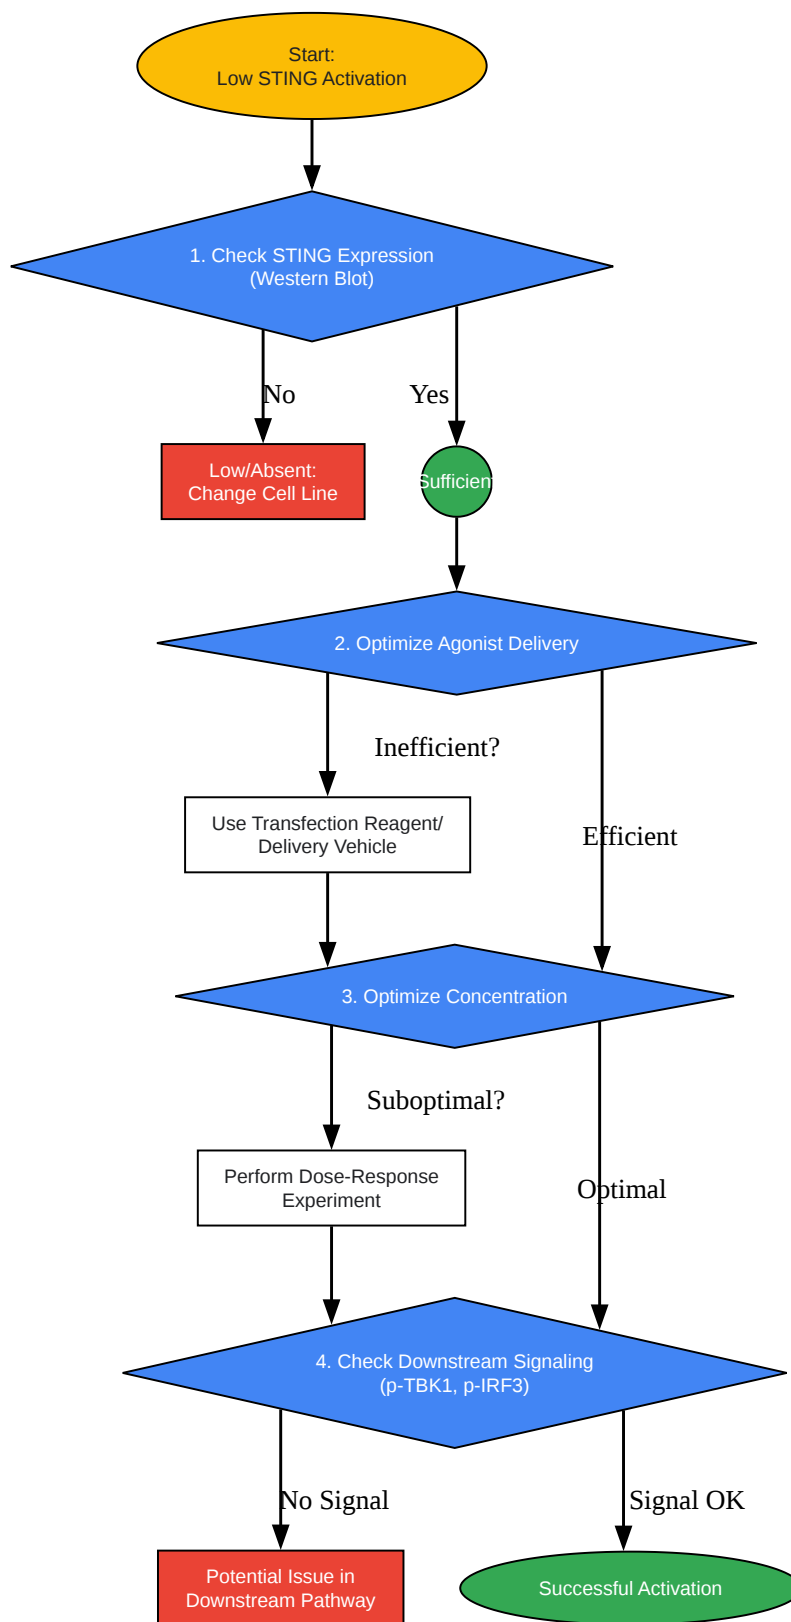 Start:
Low STING Activation
1. Check STING Expression
(Western Blot)
No
Yes
Low/Absent:
Change Cell Line
Sufficient
2. Optimize Agonist Delivery
Inefficient?
Use Transfection Reagent/
Delivery Vehicle
Efficient
3. Optimize Concentration
Suboptimal?
Perform Dose-Response
Experiment
Optimal
4. Check Downstream Signaling
(p-TBK1, p-IRF3)
No Signal
Signal OK
Potential Issue in
Downstream Pathway
Successful Activation